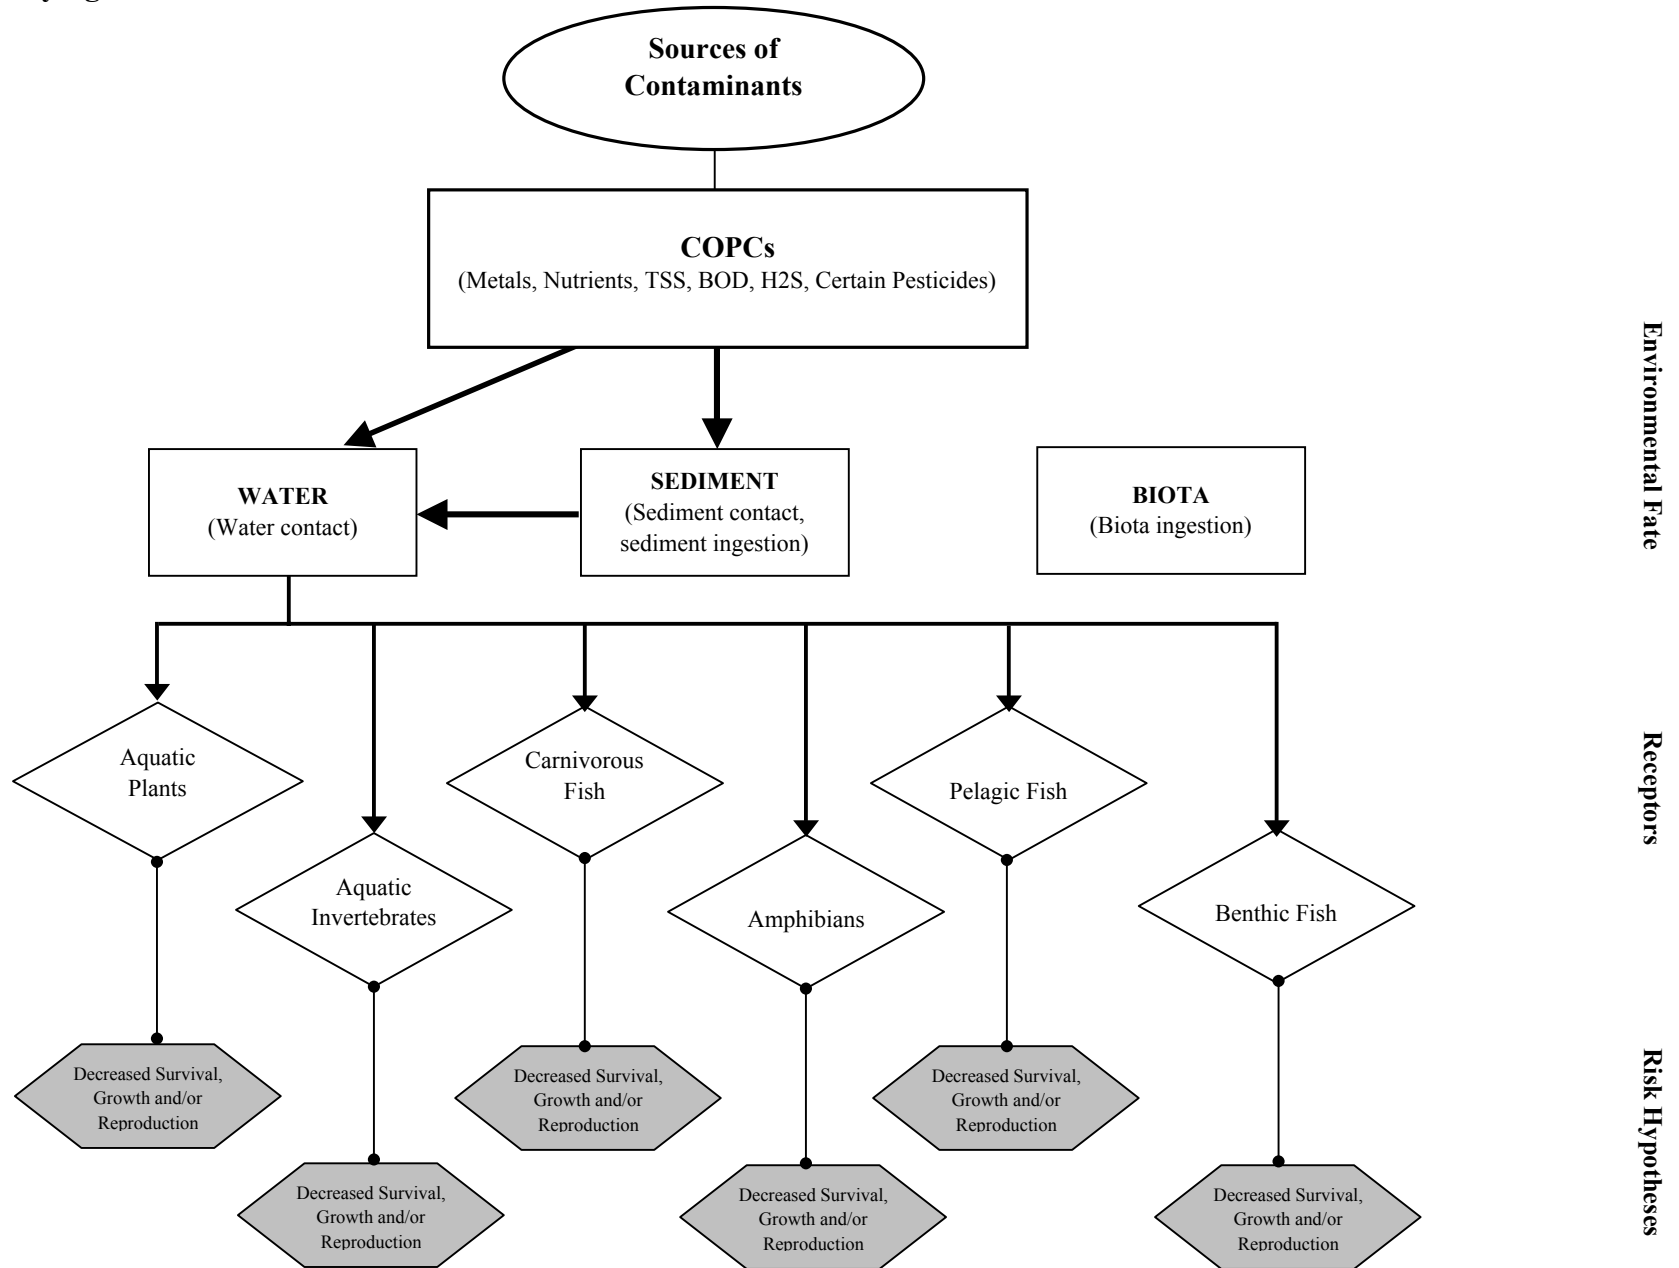 Sources of
Contaminants
COPCs
(Metals, Nutrients, TSS, BOD, H2S, Certain Pesticides)
Environmental Fate
WATER
(Water contact)
SEDIMENT
(Sediment contact,
sediment ingestion)
BIOTA
(Biota ingestion)
Receptors
Aquatic
Plants
Carnivorous
Fish
Pelagic Fish
Aquatic
Invertebrates
Amphibians
Benthic Fish
Risk Hypotheses
Decreased Survival,
Growth and/or
Reproduction
Decreased Survival,
Growth and/or
Reproduction
Decreased Survival,
Growth and/or
Reproduction
Decreased Survival,
Growth and/or
Reproduction
Decreased Survival,
Growth and/or
Reproduction
Decreased Survival,
Growth and/or
Reproduction